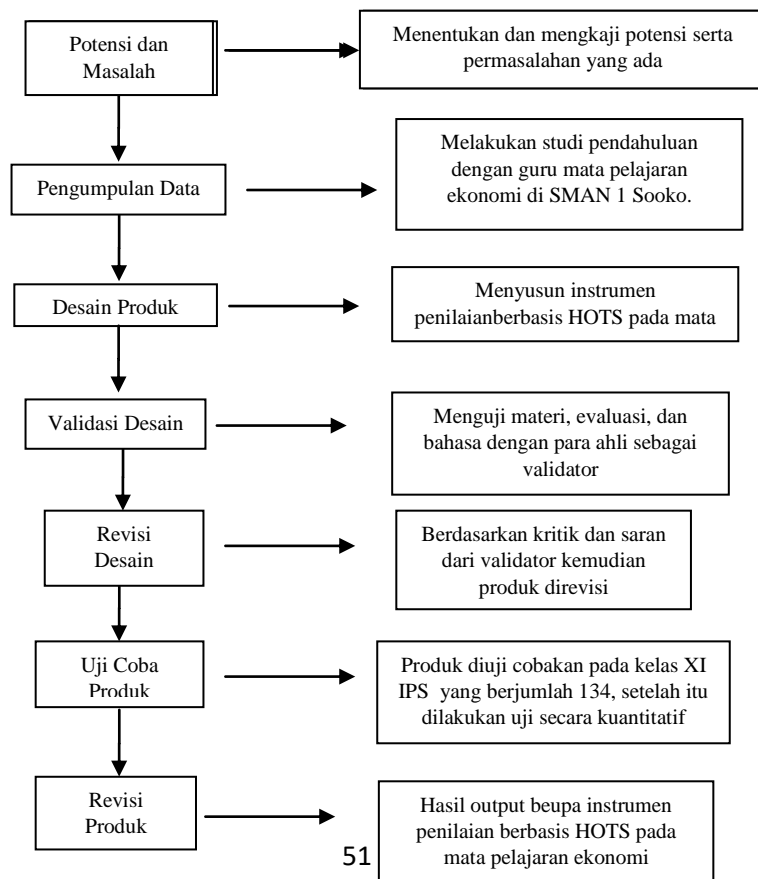 Potensi dan
Masalah
Menentukan dan mengkaji potensi serta
permasalahan yang ada
Pengumpulan Data
Melakukan studi pendahuluan
dengan guru mata pelajaran
ekonomi di SMAN 1 Sooko.
Desain Produk
Menyusun instrumen
penilaianberbasis HOTS pada mata
Validasi Desain
Menguji materi, evaluasi, dan
bahasa dengan para ahli sebagai
validator
Revisi
Desain
Berdasarkan kritik dan saran
dari validator kemudian
produk direvisi
Uji Coba
Produk
Produk diuji cobakan pada kelas XI
IPS yang berjumlah 134, setelah itu
dilakukan uji secara kuantitatif
Revisi
Produk
Hasil output beupa instrumen
penilaian berbasis HOTS pada
mata pelajaran ekonomi
51